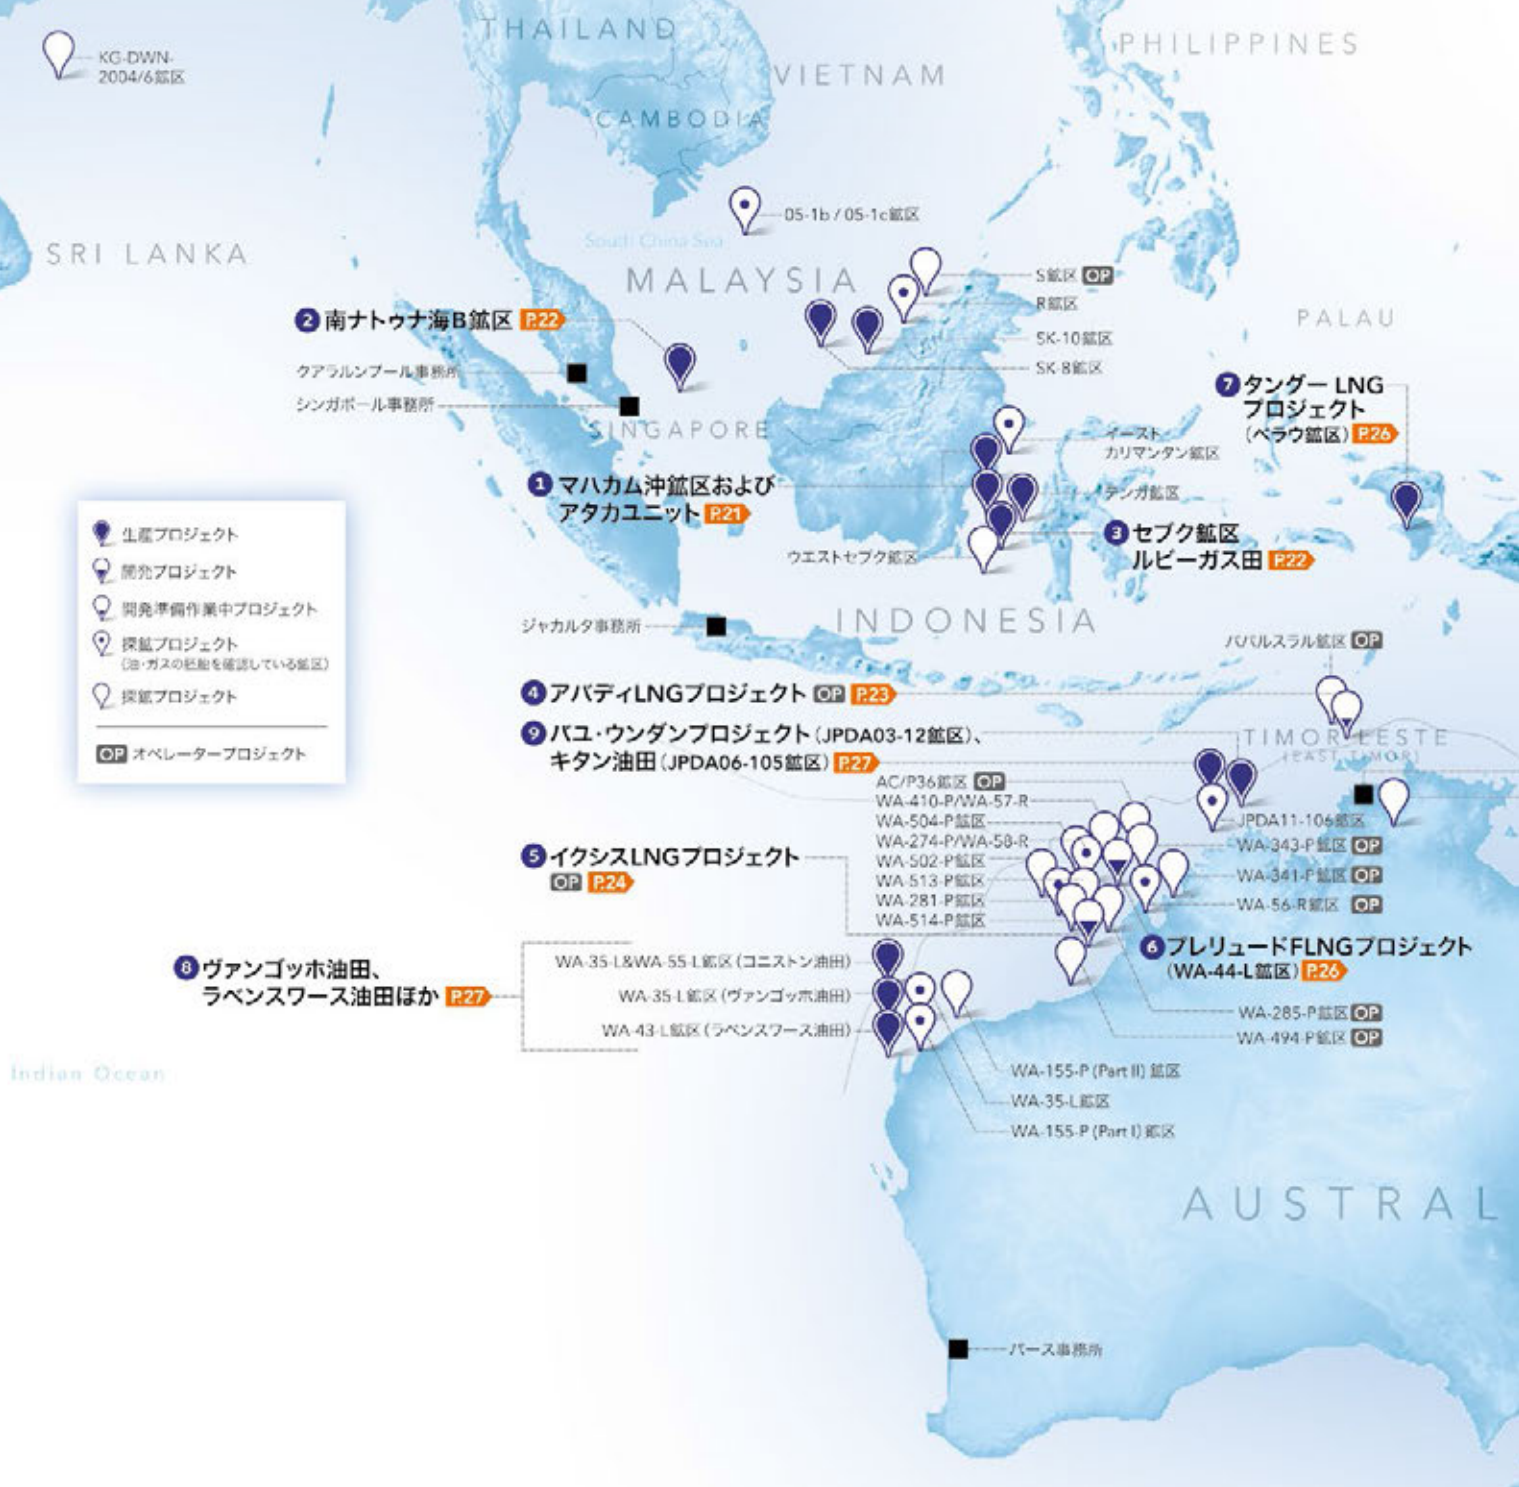 THAILAND
PHILIPPINES
KG-DWN-
2004/6鉱区
VIETNAM
CAMBODIA
05-1b / 05-1c鉱区
South China Sea
SRI LANKA
MALAYSIA
S鉱区 OP
R鉱区
2 南ナトゥナ海B鉱区 P.22
PALAU
SK-10鉱区
SK-8鉱区
クアラルンプール事務所
シンガポール事務所
SINGAPORE
7 タングー LNG
プロジェクト
(ベラウ鉱区) P.26
イースト
カリマンタン鉱区
1 マハカム沖鉱区および
アタカユニット P.21
テンガ鉱区
3 セブク鉱区
ルビーガス田 P.22
ウエストセブク鉱区
生産プロジェクト
開発プロジェクト
開発準備作業中プロジェクト
探鉱プロジェクト
(油・ガスの胚胎を確認している鉱区)
探鉱プロジェクト
OP オペレータープロジェクト
INDONESIA
ジャカルタ事務所
ババルスラル鉱区 OP
4 アバディLNGプロジェクト OP P.23
9 バユ・ウンダンプロジェクト(JPDA03-12鉱区)、
キタン油田(JPDA06-105鉱区) P.27
TIMOR-LESTE
(EAST TIMOR)
AC/P36鉱区 OP
WA-410-P/WA-57-R
WA-504-P鉱区
WA-274-P/WA-58-R
WA-502-P鉱区
WA-513-P鉱区
WA-281-P鉱区
WA-514-P鉱区
JPDA11-106鉱区
WA-343-P鉱区 OP
WA-341-P鉱区 OP
WA-56-R鉱区 OP
5 イクシスLNGプロジェクト
OP P.24
6 プレリュードFLNGプロジェクト
(WA-44-L鉱区) P.26
8 ヴァンゴッホ油田、
ラベンスワース油田ほか P.27
WA-35-L&WA-55-L鉱区(コニストン油田)
WA-35-L鉱区(ヴァンゴッホ油田)
WA-43-L鉱区(ラベンスワース油田)
WA-285-P鉱区 OP
WA-494-P鉱区 OP
Indian Ocean
WA-155-P (Part II) 鉱区
WA-35-L鉱区
WA-155-P (Part I) 鉱区
AUSTRAL
パース事務所